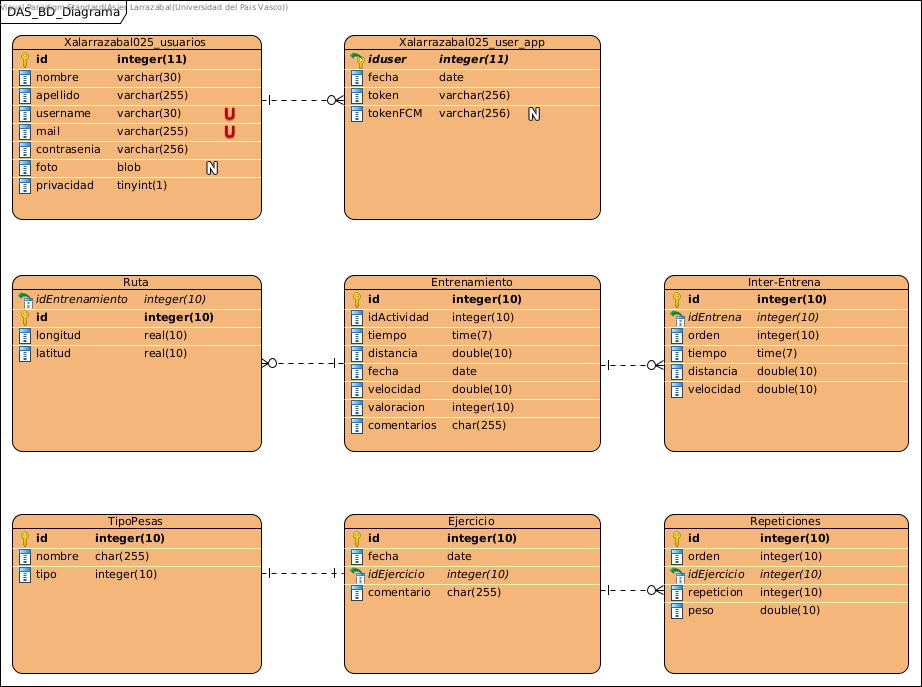 Visual Paradigm Standard(Asier Larrazabal(Universidad del Pais Vasco))
DAS_BD_Diagrama
Xalarrazabal025_usuarios
id integer(11)
nombre varchar(30)
apellido varchar(255)
username varchar(30) U
mail varchar(255) U
contrasenia varchar(256)
foto blob N
privacidad tinyint(1)
Xalarrazabal025_user_app
iduser integer(11)
fecha date
token varchar(256)
tokenFCM varchar(256) N
Ruta
idEntrenamiento integer(10)
id integer(10)
longitud real(10)
latitud real(10)
Entrenamiento
id integer(10)
idActividad integer(10)
tiempo time(7)
distancia double(10)
fecha date
velocidad double(10)
valoracion integer(10)
comentarios char(255)
Inter-Entrena
id integer(10)
idEntrena integer(10)
orden integer(10)
tiempo time(7)
distancia double(10)
velocidad double(10)
TipoPesas
id integer(10)
nombre char(255)
tipo integer(10)
Ejercicio
id integer(10)
fecha date
idEjercicio integer(10)
comentario char(255)
Repeticiones
id integer(10)
orden integer(10)
idEjercicio integer(10)
repeticion integer(10)
peso double(10)